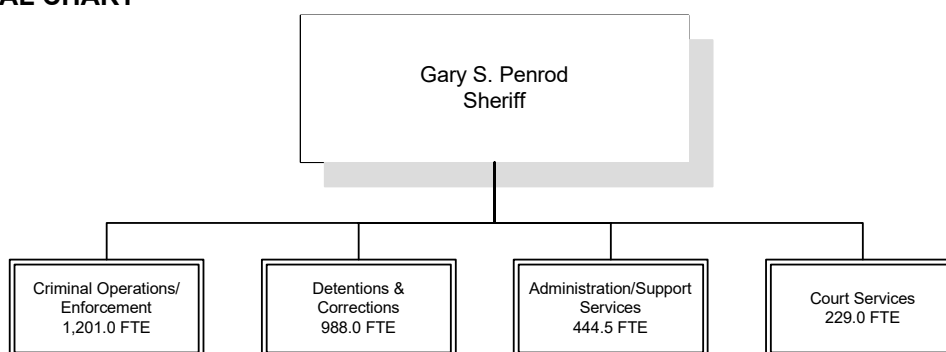 CHART
Gary S. Penrod
Sheriff
Criminal Operations/
Enforcement
1,201.0 FTE
Detentions &
Corrections
988.0 FTE
Administration/Support
Services
444.5 FTE
Court Services
229.0 FTE